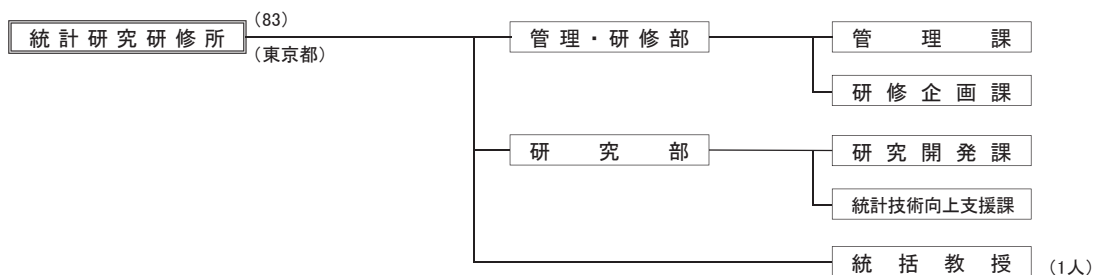 (83)
統計研究研修所
(東京都)
管理・研修部
管理課
研修企画課
研究部
研究開発課
統計技術向上支援課
統括教授
(1人)